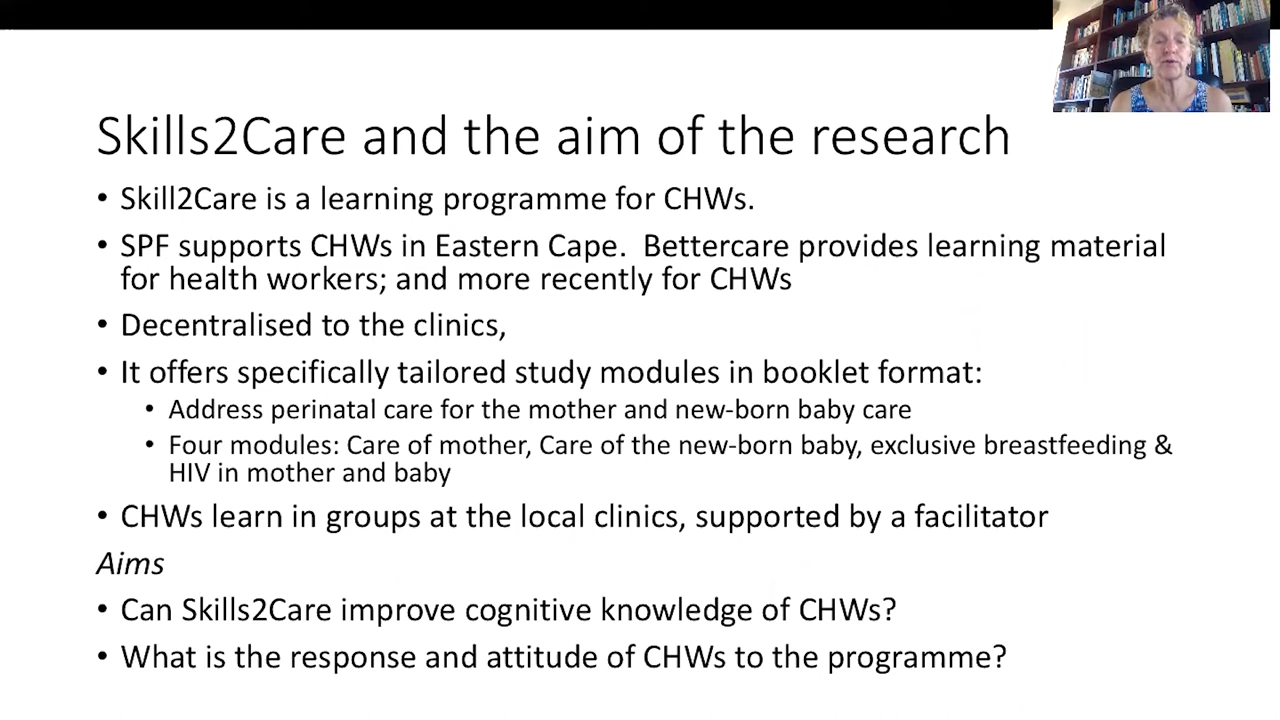 Skills2Care and the aim of the research
• Skill2Care is a learning programme for CHWs.
• SPF supports CHWs in Eastern Cape.  Bettercare provides learning material
for health workers; and more recently for CHWs
• Decentralised to the clinics,
• It offers specifically tailored study modules in booklet format:
• Address perinatal care for the mother and new-born baby care
• Four modules: Care of mother, Care of the new-born baby, exclusive breastfeeding &
HIV in mother and baby
• CHWs learn in groups at the local clinics, supported by a facilitator
Aims
• Can Skills2Care improve cognitive knowledge of CHWs?
• What is the response and attitude of CHWs to the programme?